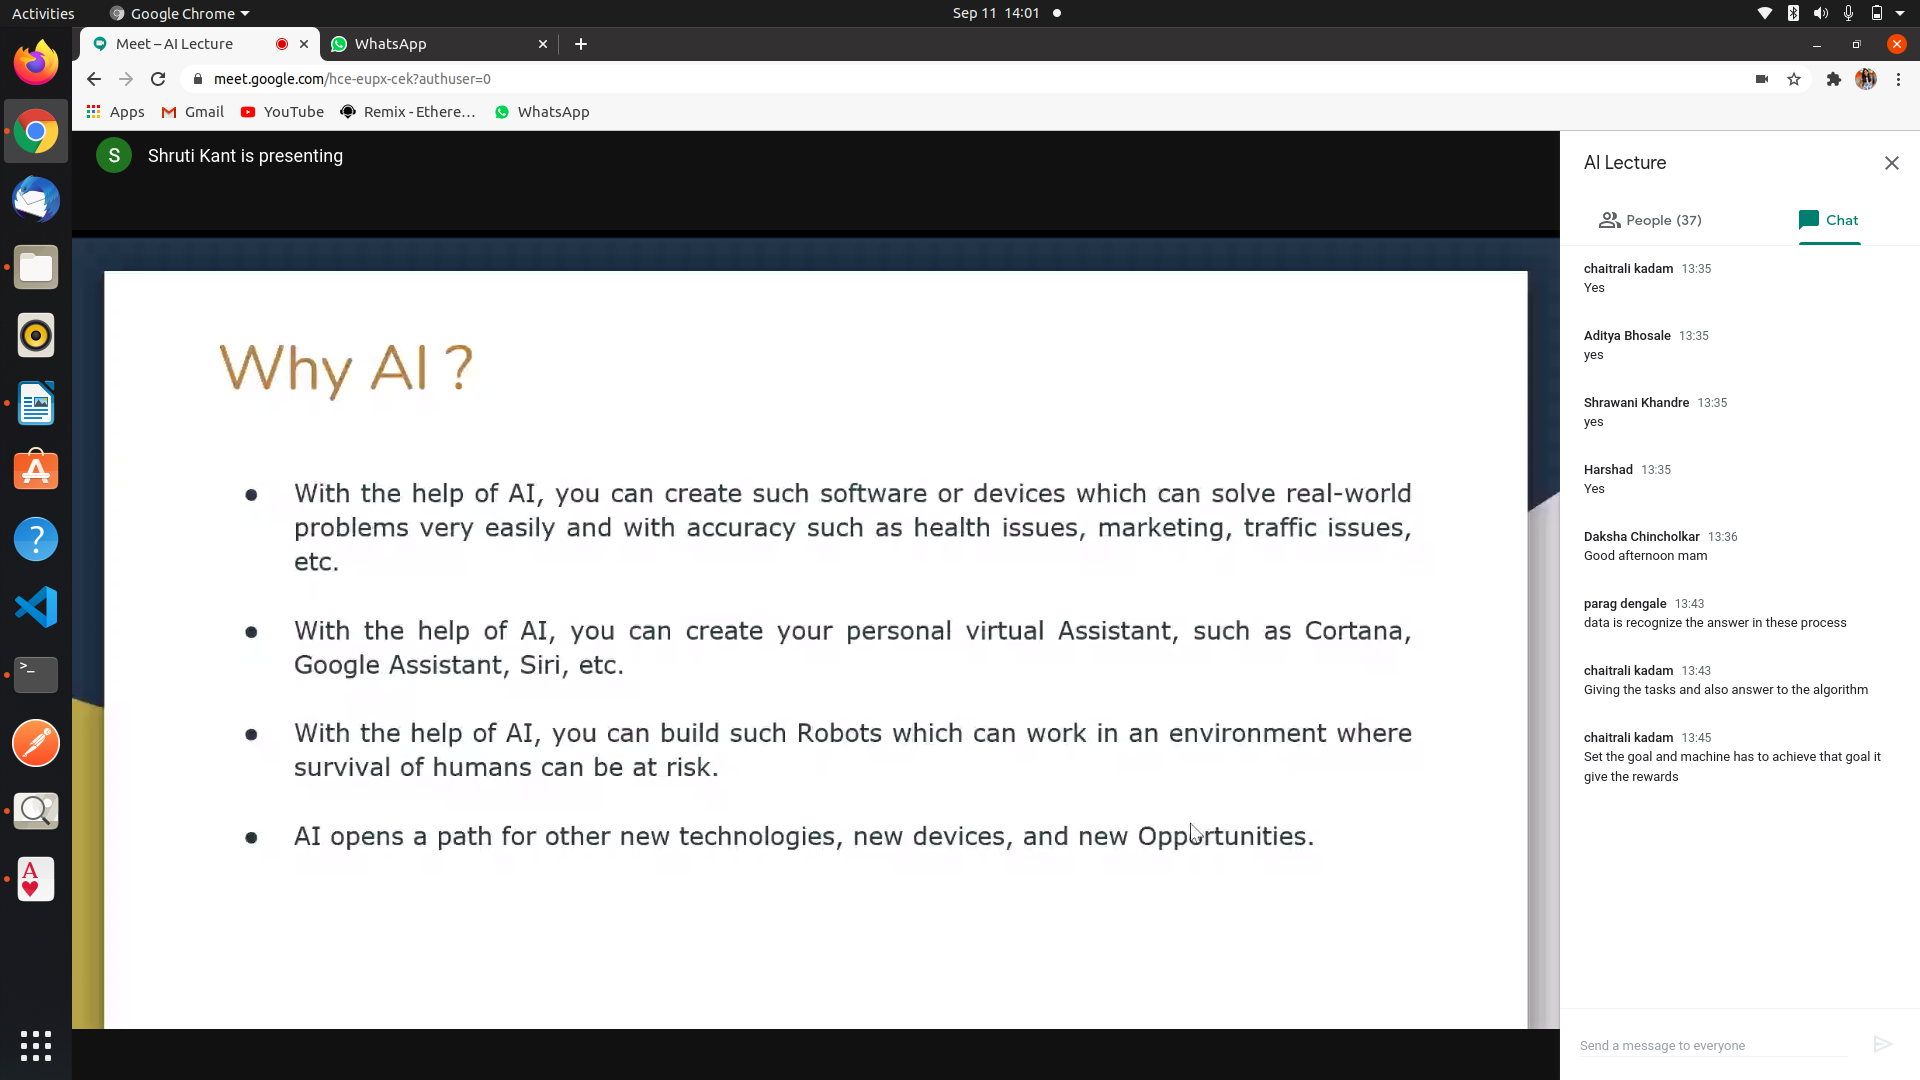 Activities
Google Chrome
Sep 11 14:01
Meet – AI Lecture
WhatsApp
meet.google.com/hce-eupx-cek?authuser=0
Apps
Gmail
YouTube
Remix - Ethere…
WhatsApp
S
Shruti Kant is presenting
Why AI ?
With the help of AI, you can create such software or devices which can solve real-world
problems very easily and with accuracy such as health issues, marketing, traffic issues,
etc.
With the help of AI, you can create your personal virtual Assistant, such as Cortana,
Google Assistant, Siri, etc.
With the help of AI, you can build such Robots which can work in an environment where
survival of humans can be at risk.
AI opens a path for other new technologies, new devices, and new Opportunities.
AI Lecture
People (37)
Chat
chaitrali kadam 13:35
Yes
Aditya Bhosale 13:35
yes
Shrawani Khandre 13:35
yes
Harshad 13:35
Yes
Daksha Chincholkar 13:36
Good afternoon mam
parag dengale 13:43
data is recognize the answer in these process
chaitrali kadam 13:43
Giving the tasks and also answer to the algorithm
chaitrali kadam 13:45
Set the goal and machine has to achieve that goal it
give the rewards
Send a message to everyone